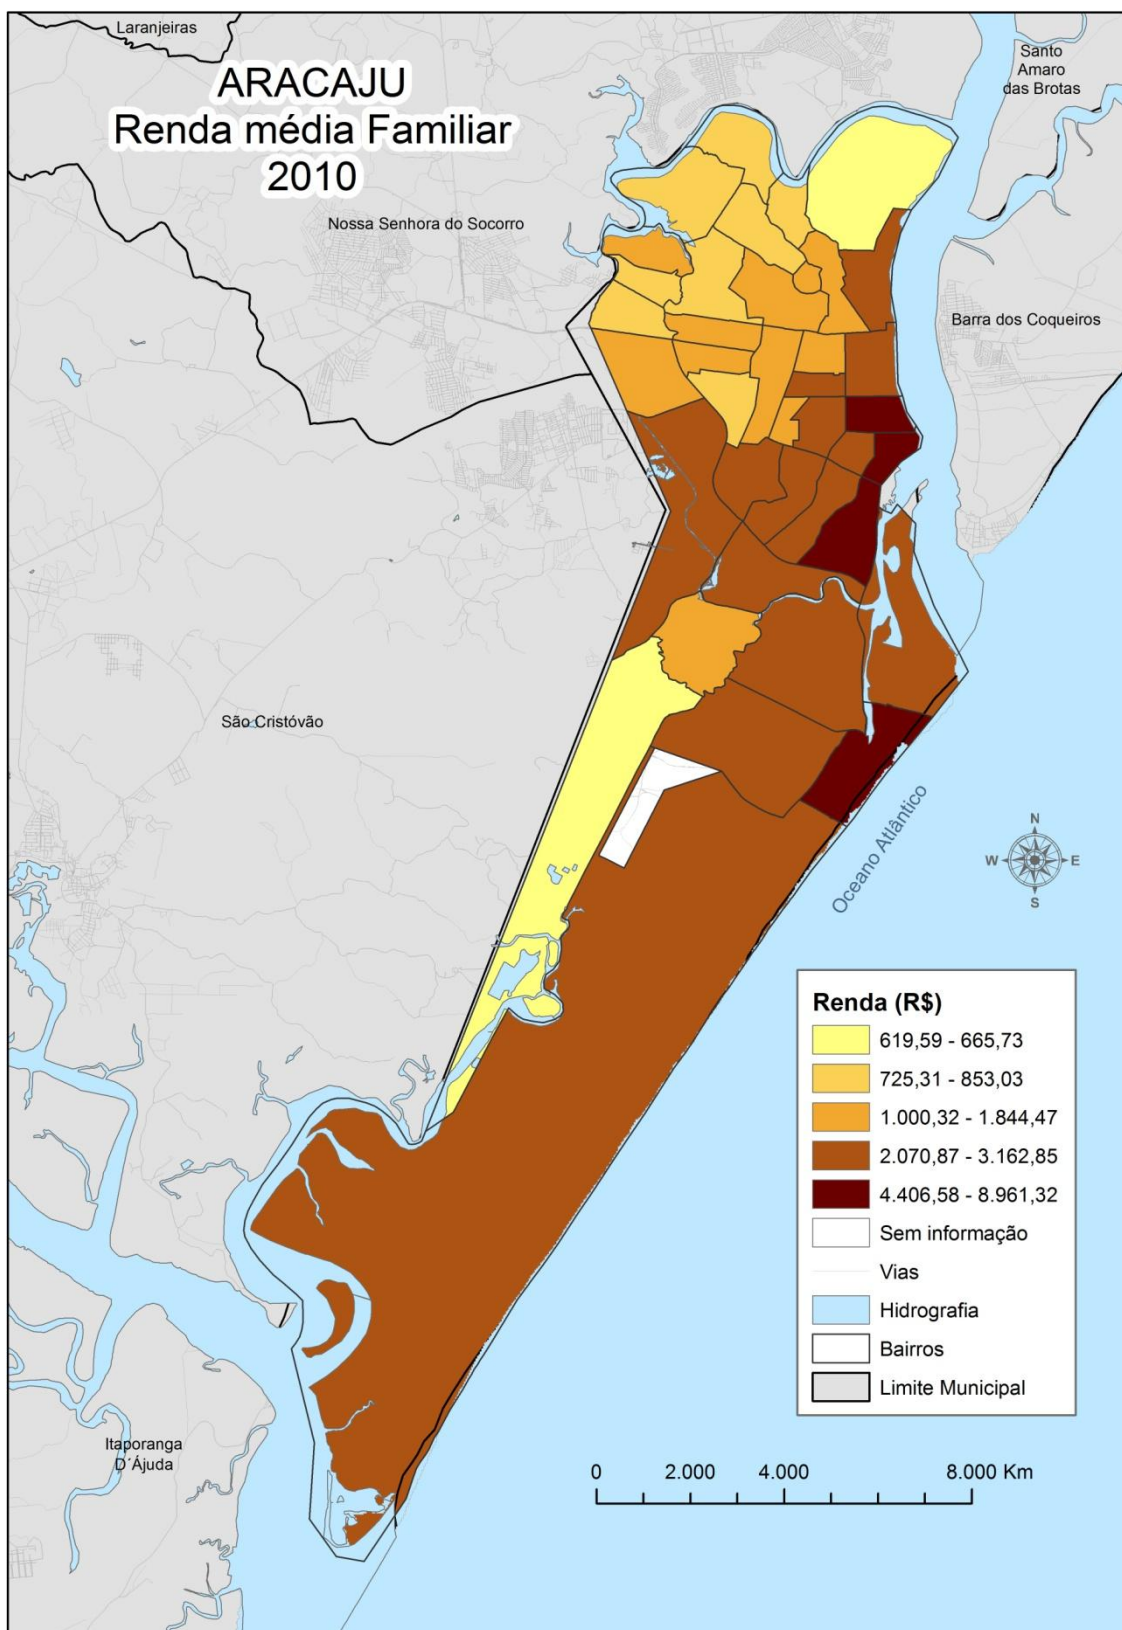 Laranjeiras
Santo
Amaro
das Brotas
ARACAJU
Renda média Familiar
2010
Nossa Senhora do Socorro
Barra dos Coqueiros
São Cristóvão
Oceano Atlântico
N
W
E
S
Renda (R$)
619,59 - 665,73
725,31 - 853,03
1.000,32 - 1.844,47
2.070,87 - 3.162,85
4.406,58 - 8.961,32
Sem informação
Vias
Hidrografia
Bairros
Limite Municipal
Itaporanga
D´Ájuda
0 2.000 4.000 8.000 Km